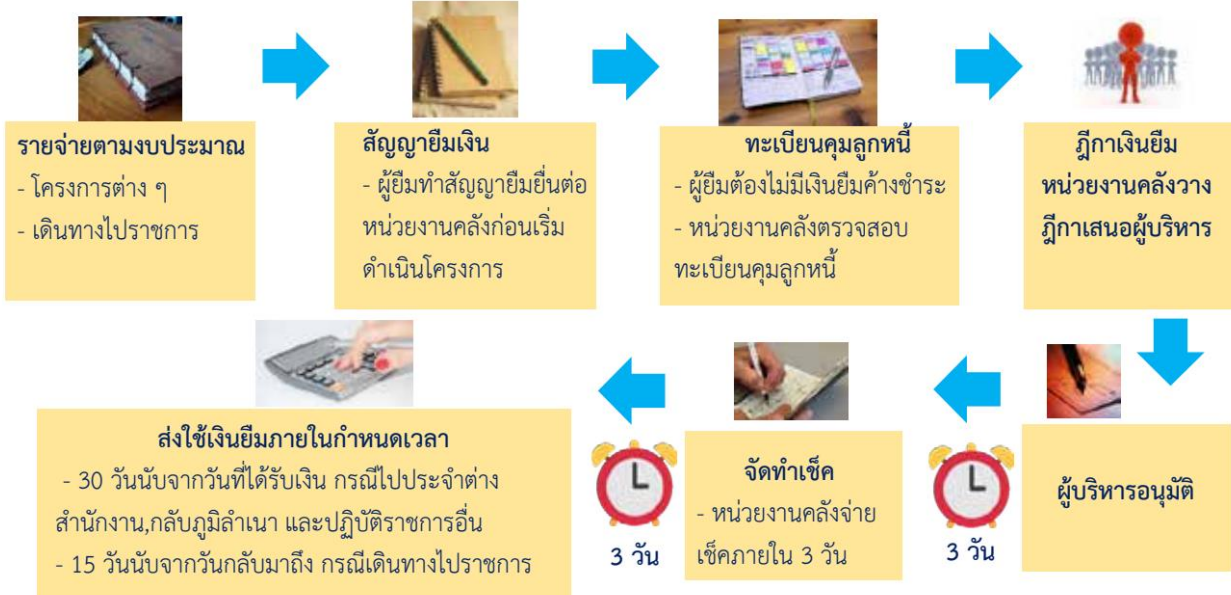 รายจ่ายตามงบประมาณ
- โครงการต่าง ๆ
- เดินทางไปราชการ
สัญญายืมเงิน
- ผู้ยืมทำสัญญายืมยื่นต่อ
หน่วยงานคลังก่อนเริ่ม
ดำเนินโครงการ
ทะเบียนคุมลูกหนี้
- ผู้ยืมต้องไม่มีเงินยืมค้างชำระ
- หน่วยงานคลังตรวจสอบ
ทะเบียนคุมลูกหนี้
ฎีกาเงินยืม
หน่วยงานคลังวาง
ฎีกาเสนอผู้บริหาร
ผู้บริหารอนุมัติ
3 วัน
จัดทำเช็ค
- หน่วยงานคลังจ่าย
เช็คภายใน 3 วัน
3 วัน
ส่งใช้เงินยืมภายในกำหนดเวลา
- 30 วันนับจากวันที่ได้รับเงิน กรณีไปประจำต่าง
สำนักงาน,กลับภูมิลำเนา และปฏิบัติราชการอื่น
- 15 วันนับจากวันกลับมาถึง กรณีเดินทางไปราชการ